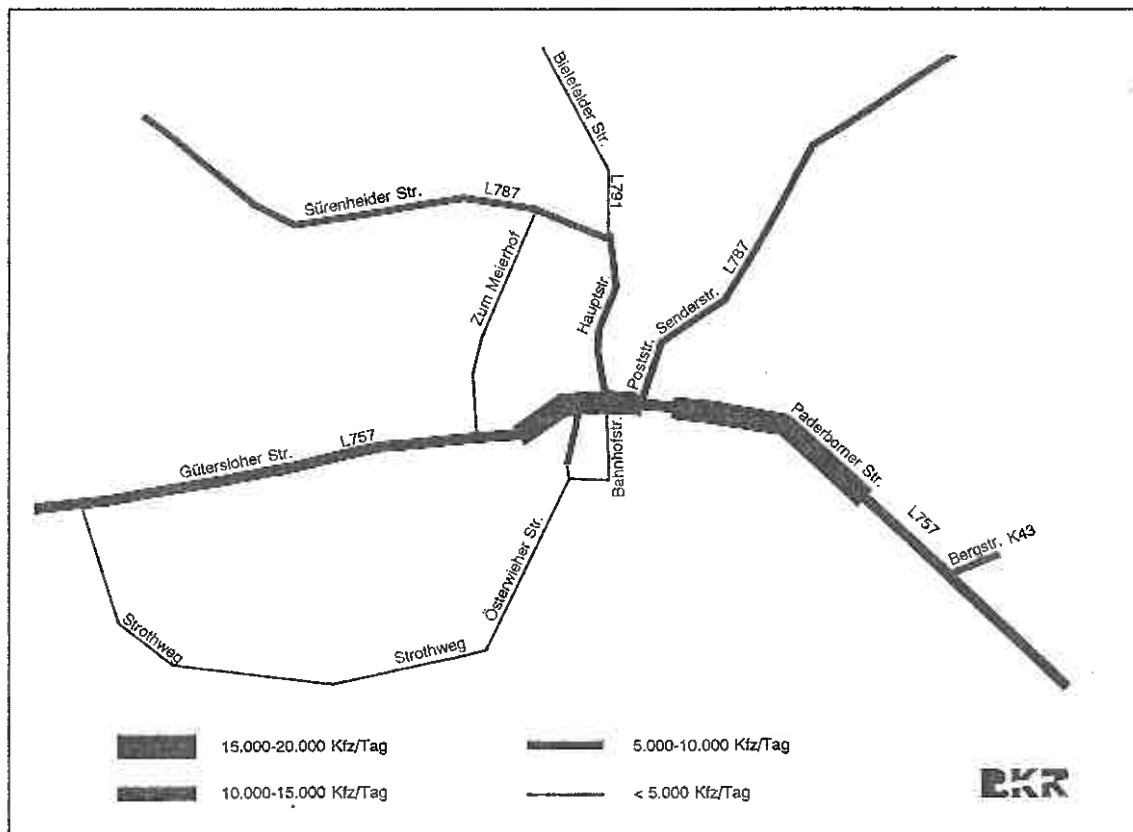 Bielefelder Str.
L791
Sürenheider Str.
L787
Zum Meierhof
Hauptstr.
Poststr.
Senderstr.
L787
Gütersloher Str.
L757
Bahnhofstr.
Paderborner Str.
L757
Bergstr. K43
Österwieher Str.
Strothweg
Strothweg
15.000-20.000 Kfz/Tag
5.000-10.000 Kfz/Tag
10.000-15.000 Kfz/Tag
< 5.000 Kfz/Tag
BKR